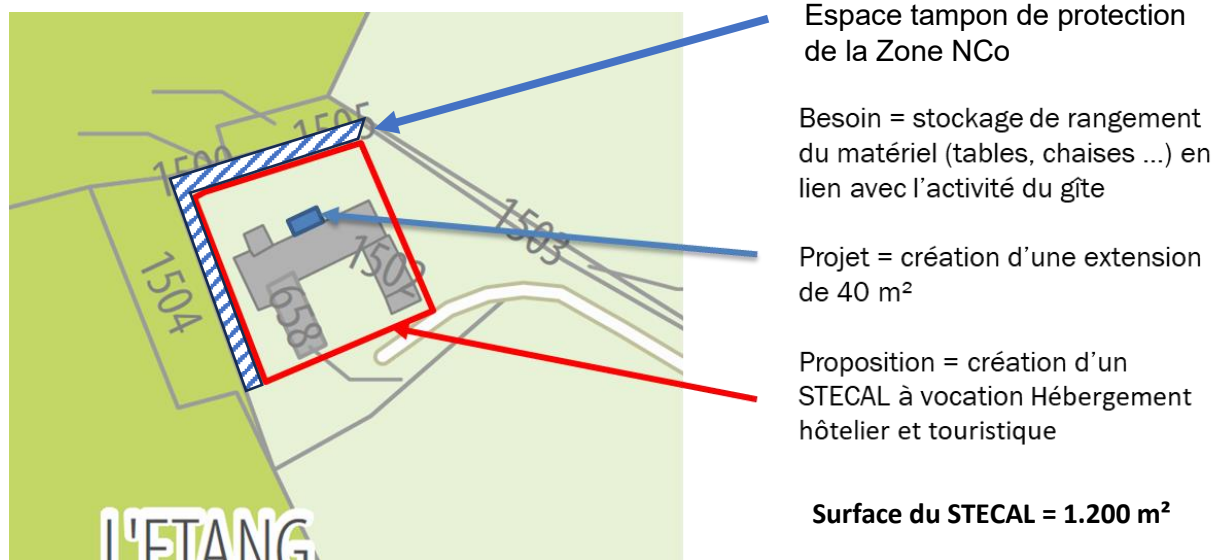 Espace tampon de protection
de la Zone NCo
Besoin = stockage de rangement
du matériel (tables, chaises …) en
lien avec l’activité du gîte
Projet = création d’une extension
de 40 m²
Proposition = création d’un
STECAL à vocation Hébergement
hôtelier et touristique
Surface du STECAL = 1.200 m²
1505
1503
1502
1504
658
L'ETANG